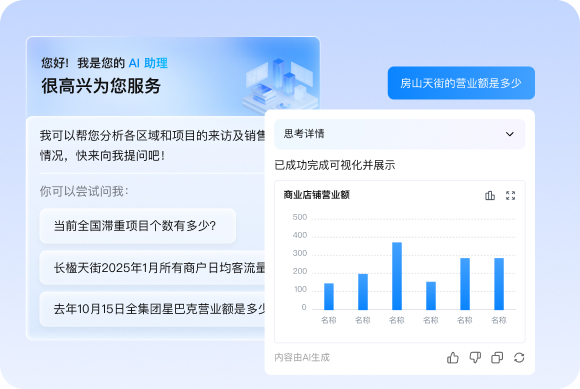 您好！我是您的 AI 助理
很高兴为您服务
我可以帮您分析各区域和项目的来访及销售
情况，快来向我提问吧！
你可以尝试问我：
当前全国滞重项目个数有多少？
长楹天街2025年1月所有商户日均客流量
去年10月15日全集团星巴克营业额是多少
房山天街的营业额是多少
思考详情
已成功完成可视化并展示
商业店铺营业额
500
400
300
200
100
0
名称 名称 名称 名称 名称 名称
内容由AI生成